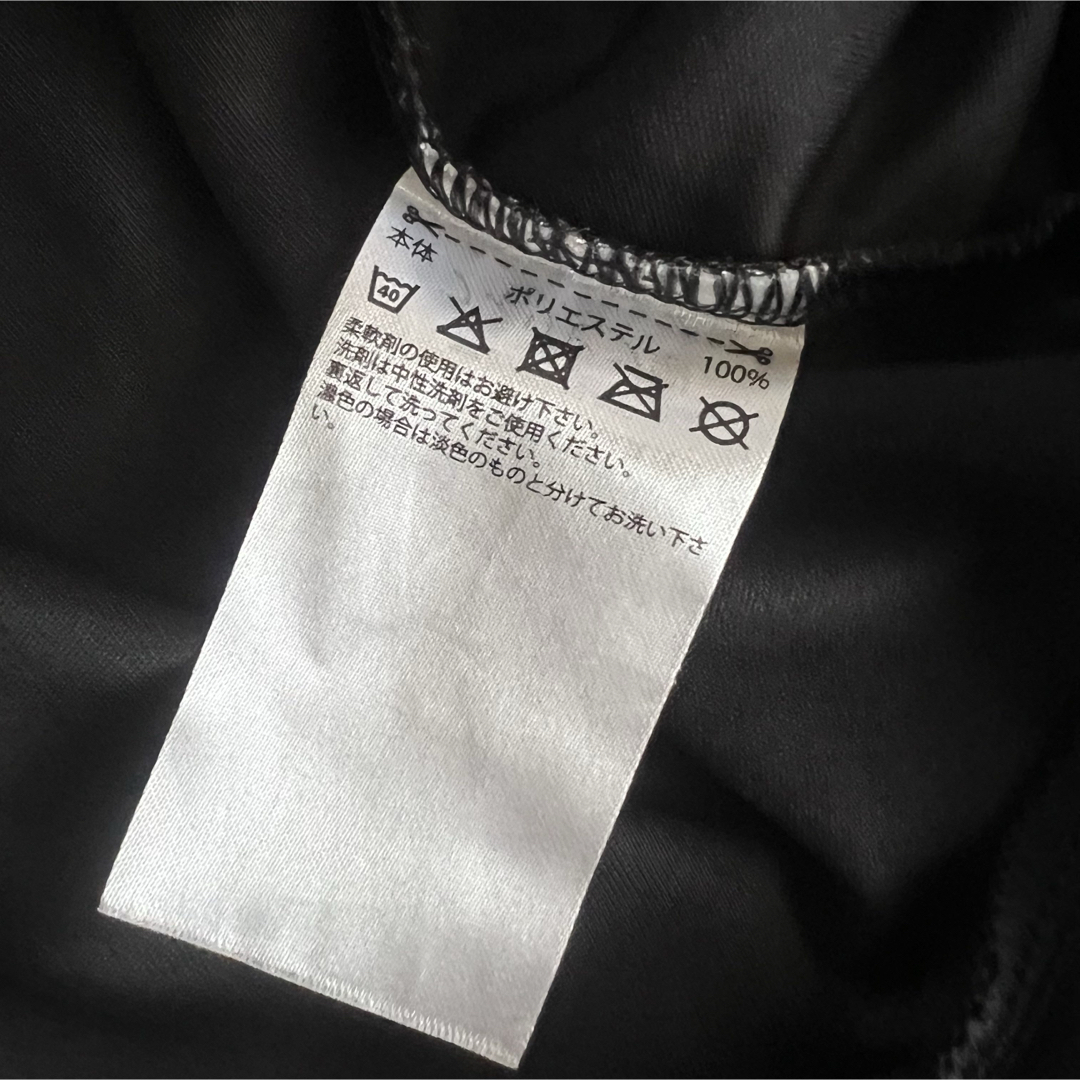 本体
ポリエステル 100%
40
柔軟剤の使用はお避け下さい。
洗剤は中性洗剤をご使用ください。
裏返して洗ってください。
濃色の場合は淡色のものと分けてお洗い下さ
い。